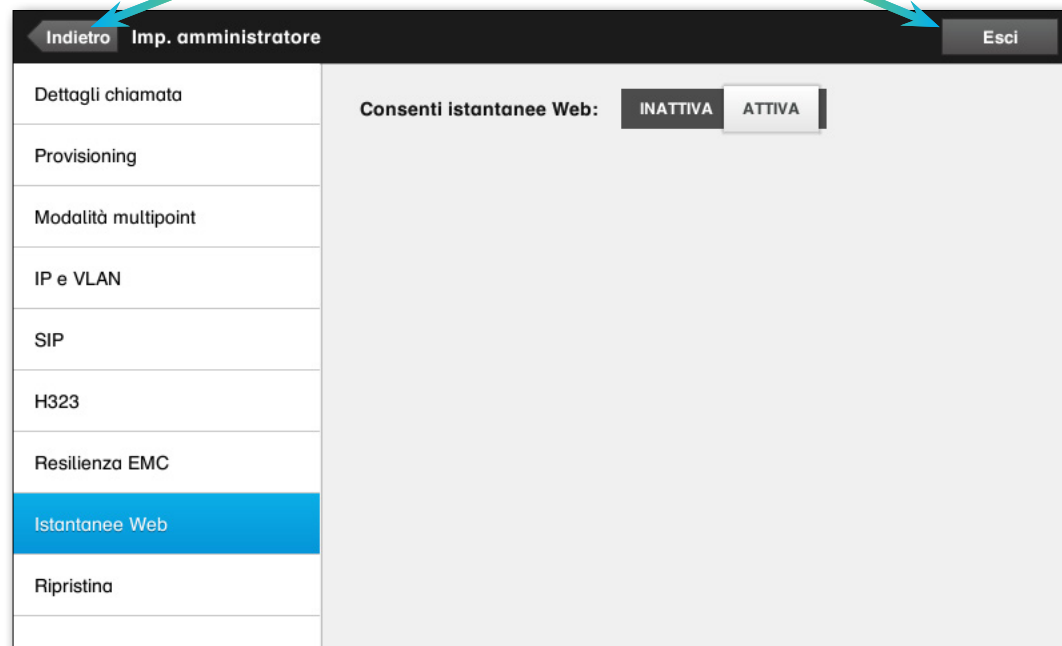 Indietro Imp. amministratore Esci
Dettagli chiamata
Consenti istantanee Web: INATTIVA ATTIVA
Provisioning
Modalità multipoint
IP e VLAN
SIP
H323
Resilienza EMC
Istantanee Web
Ripristina